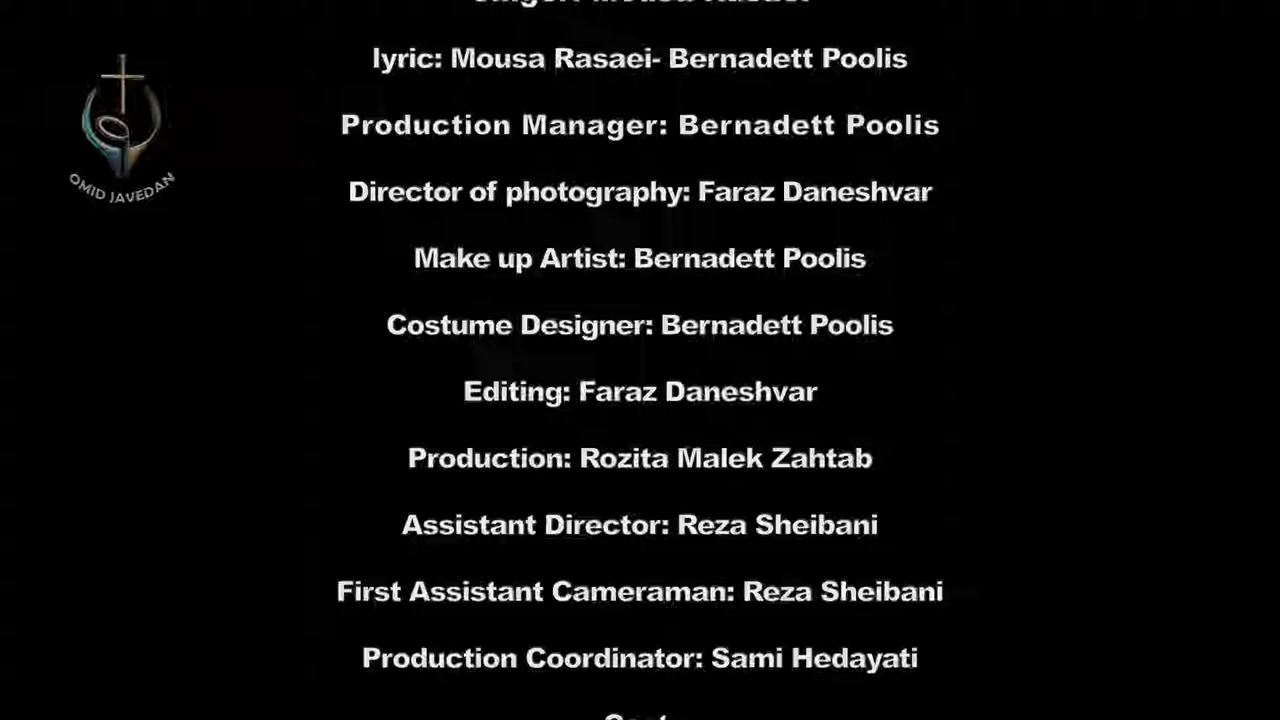 lyric: Mousa Rasaei- Bernadett Poolis
Production Manager: Bernadett Poolis
Director of photography: Faraz Daneshvar
Make up Artist: Bernadett Poolis
Costume Designer: Bernadett Poolis
Editing: Faraz Daneshvar
Production: Rozita Malek Zahtab
Assistant Director: Reza Sheibani
First Assistant Cameraman: Reza Sheibani
Production Coordinator: Sami Hedayati
OMID JAVEDAN